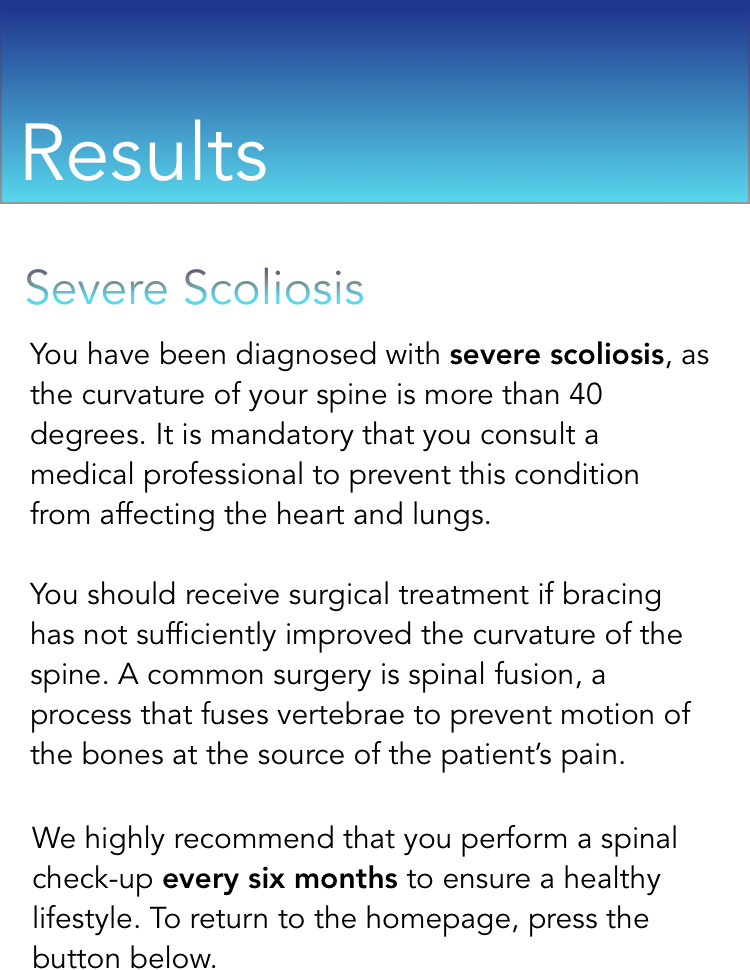 Results
Severe Scoliosis
You have been diagnosed with severe scoliosis, as
the curvature of your spine is more than 40
degrees. It is mandatory that you consult a
medical professional to prevent this condition
from affecting the heart and lungs.
You should receive surgical treatment if bracing
has not sufficiently improved the curvature of the
spine. A common surgery is spinal fusion, a
process that fuses vertebrae to prevent motion of
the bones at the source of the patient’s pain.
We highly recommend that you perform a spinal
check-up every six months to ensure a healthy
lifestyle. To return to the homepage, press the
button below.